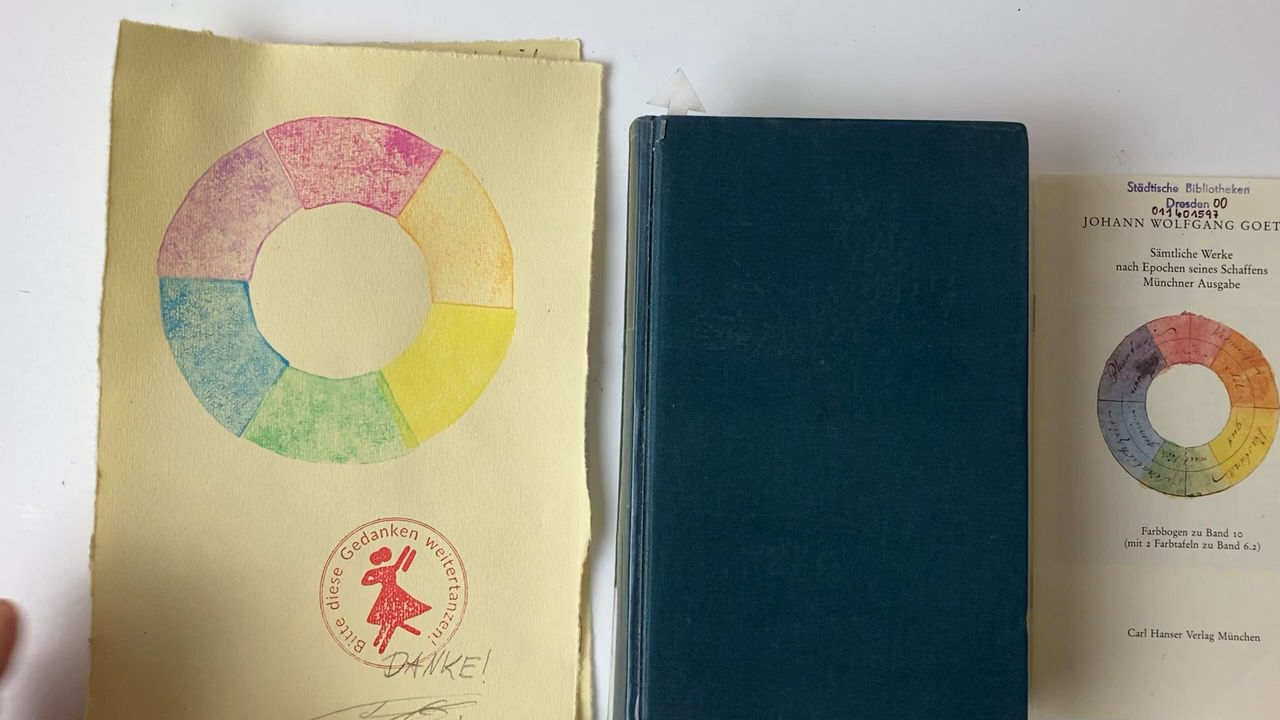 Bitte diese Gedanken weitertanzen!
DANKE!
Städtische Bibliotheken
Dresden 00
011401597
JOHANN WOLFGANG GOET
Sämtliche Werke
nach Epochen seines Schaffens
Münchner Ausgabe
Farbbogen zu Band 10
(mit 2 Farbtafeln zu Band 6.2)
Carl Hanser Verlag München